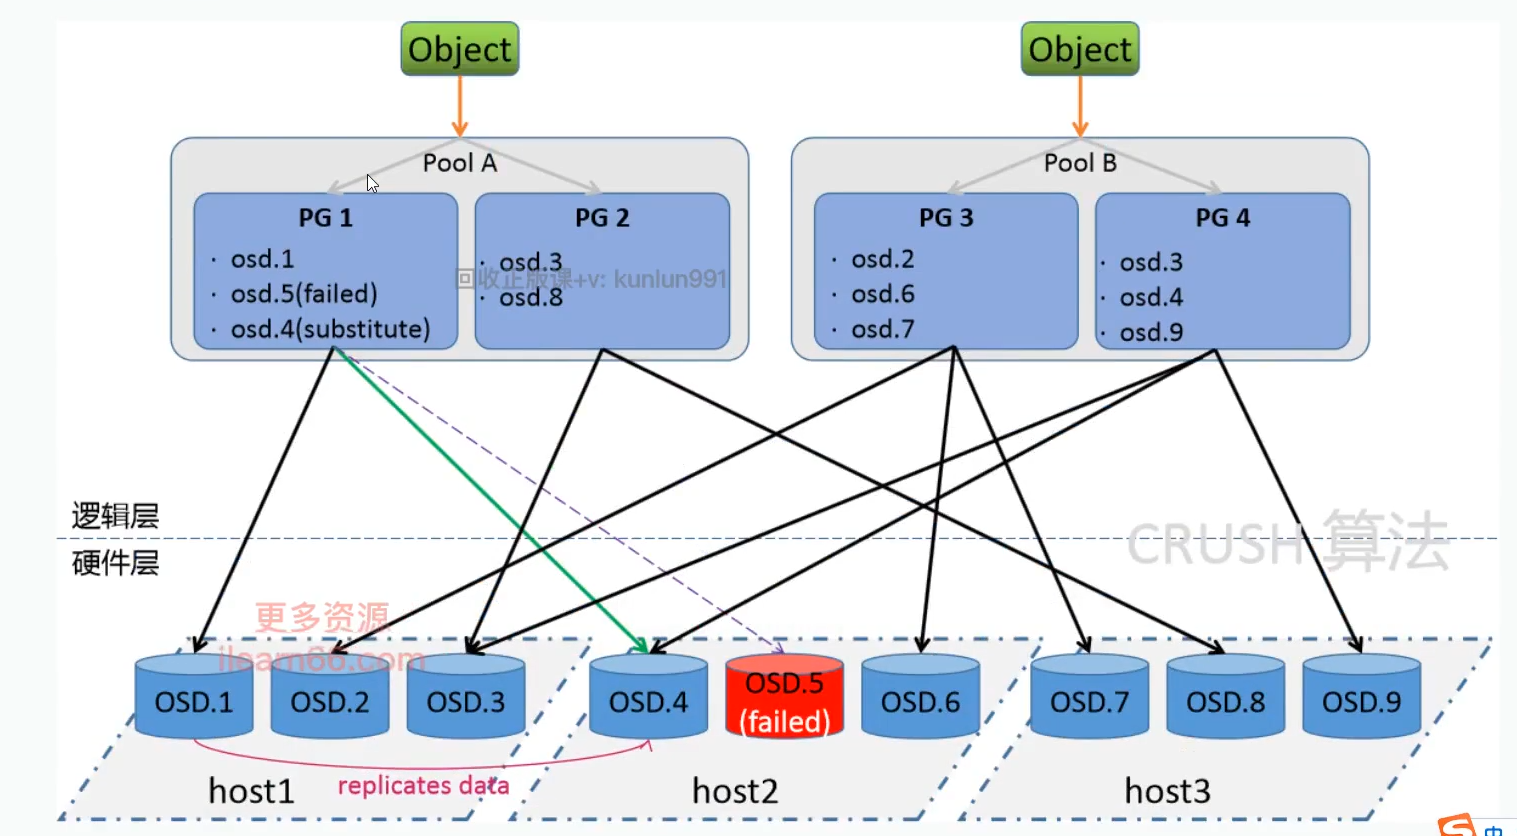 Object
Object
Pool A
Pool B
PG 1
· osd.1
· osd.5(failed)
· osd.4(substitute)
PG 2
· osd.3
· osd.8
PG 3
· osd.2
· osd.6
· osd.7
PG 4
· osd.3
· osd.4
· osd.9
回收正版课+v: kunlun991
逻辑层
硬件层
CRUSH 算法
更多资源
ilearn66.com
OSD.1
OSD.2
OSD.3
OSD.4
OSD.5
(failed)
OSD.6
OSD.7
OSD.8
OSD.9
replicates data
host1
host2
host3
中